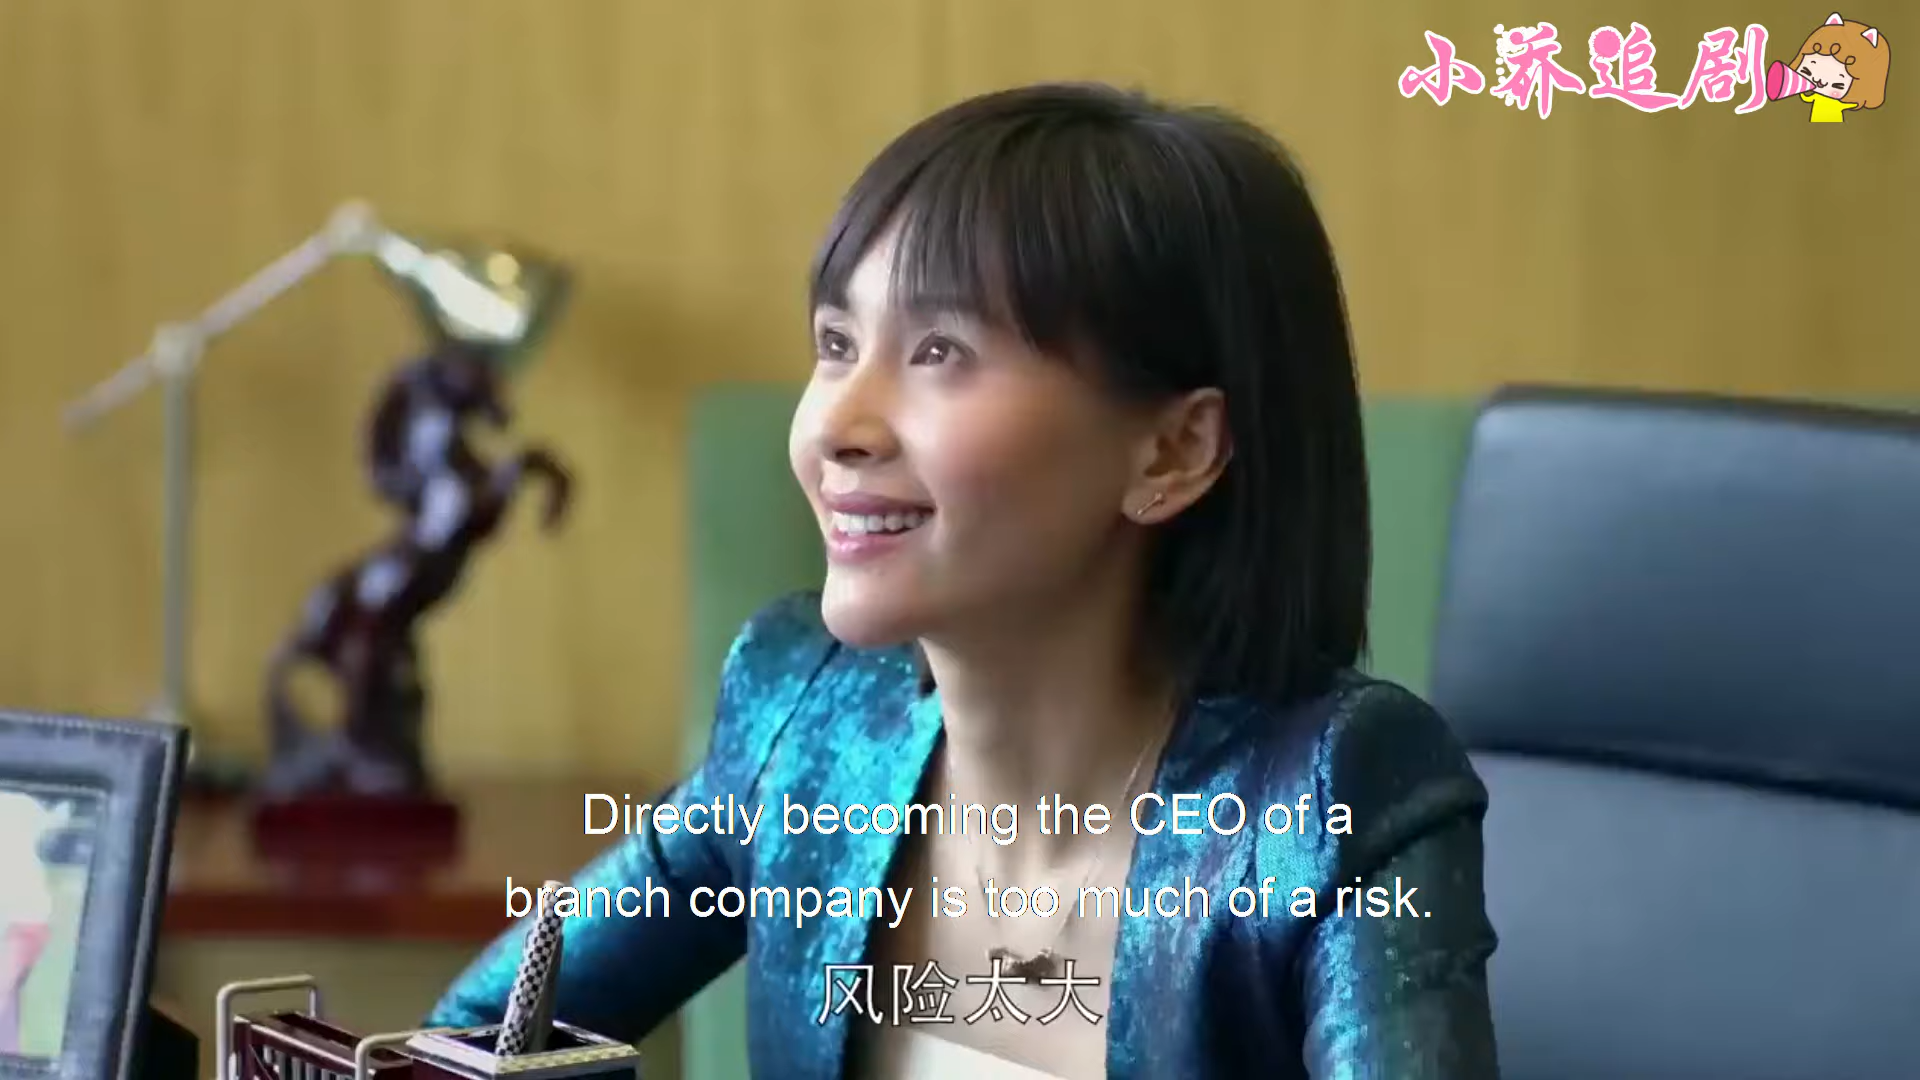 小莽追剧
Directly becoming the CEO of a
branch company is too much of a risk.
风险太大